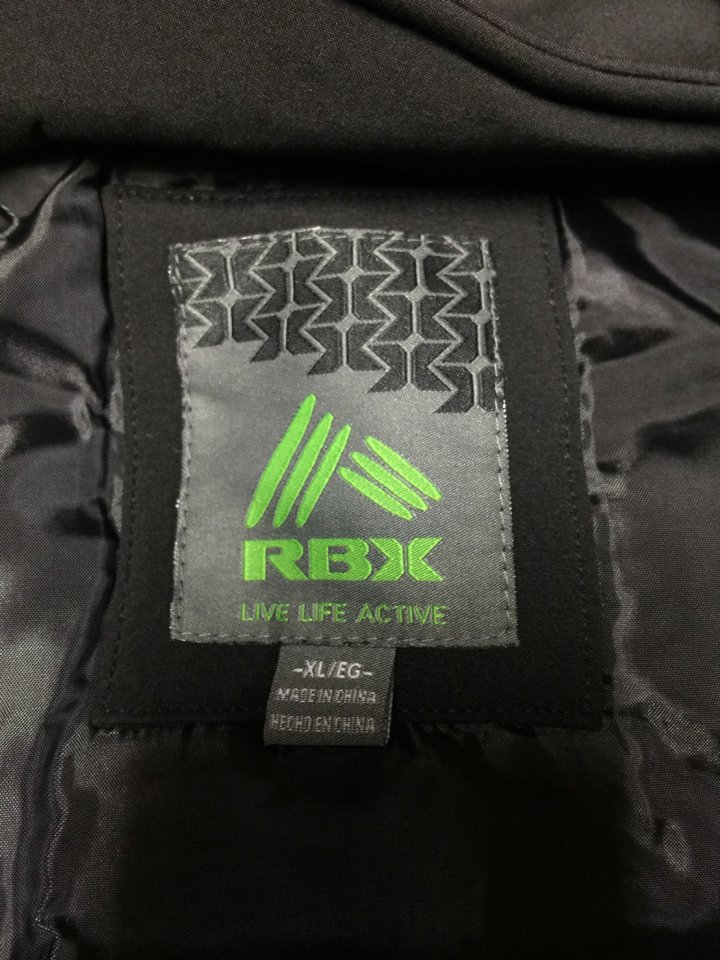 RBX
LIVE LIFE ACTIVE
-XL/EG-
MADE IN CHINA
HECHO EN CHINA